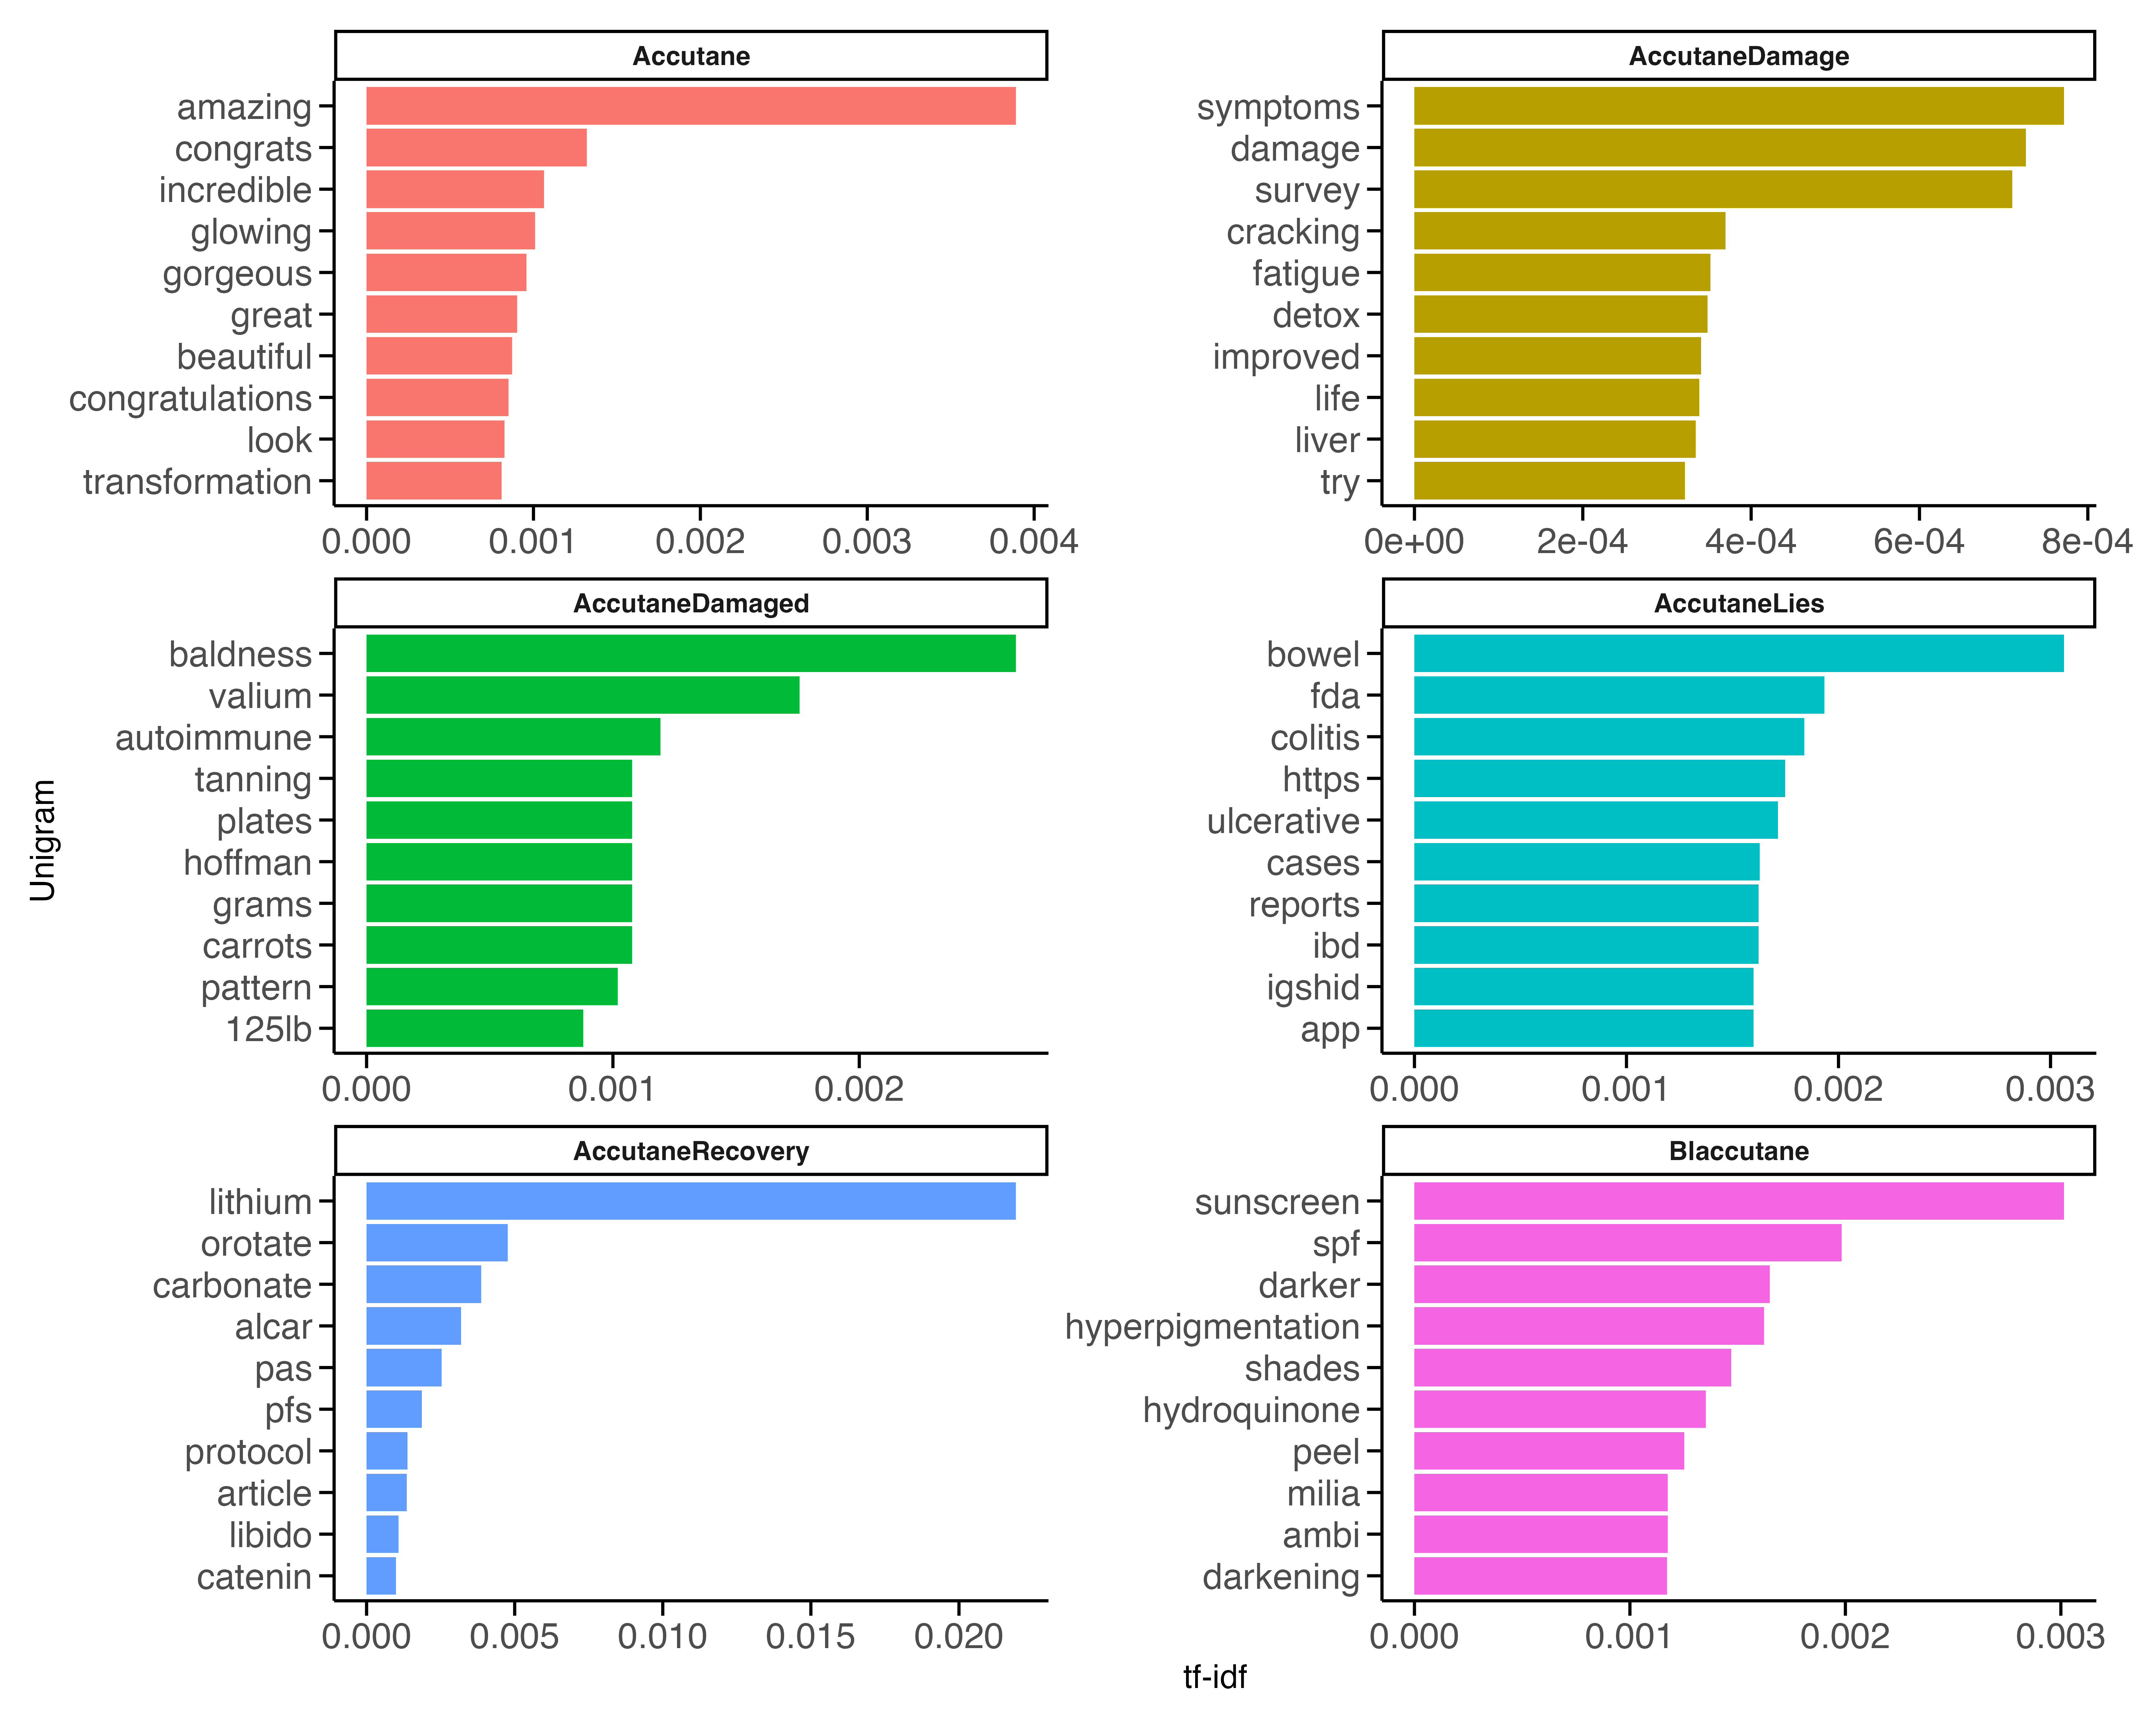 Accutane
amazing
congrats
incredible
glowing
gorgeous
great
beautiful
congratulations
look
transformation
0.000 0.001 0.002 0.003 0.004
AccutaneDamage
symptoms
damage
survey
cracking
fatigue
detox
improved
life
liver
try
0e+00 2e-04 4e-04 6e-04 8e-04
AccutaneDamaged
baldness
valium
autoimmune
tanning
plates
hoffman
grams
carrots
pattern
125lb
0.000 0.001 0.002
AccutaneLies
bowel
fda
colitis
https
ulcerative
cases
reports
ibd
igshid
app
0.000 0.001 0.002 0.003
AccutaneRecovery
lithium
orotate
carbonate
alcar
pas
pfs
protocol
article
libido
catenin
0.000 0.005 0.010 0.015 0.020
Blaccutane
sunscreen
spf
darker
hyperpigmentation
shades
hydroquinone
peel
milia
ambi
darkening
0.000 0.001 0.002 0.003
Unigram
tf-idf